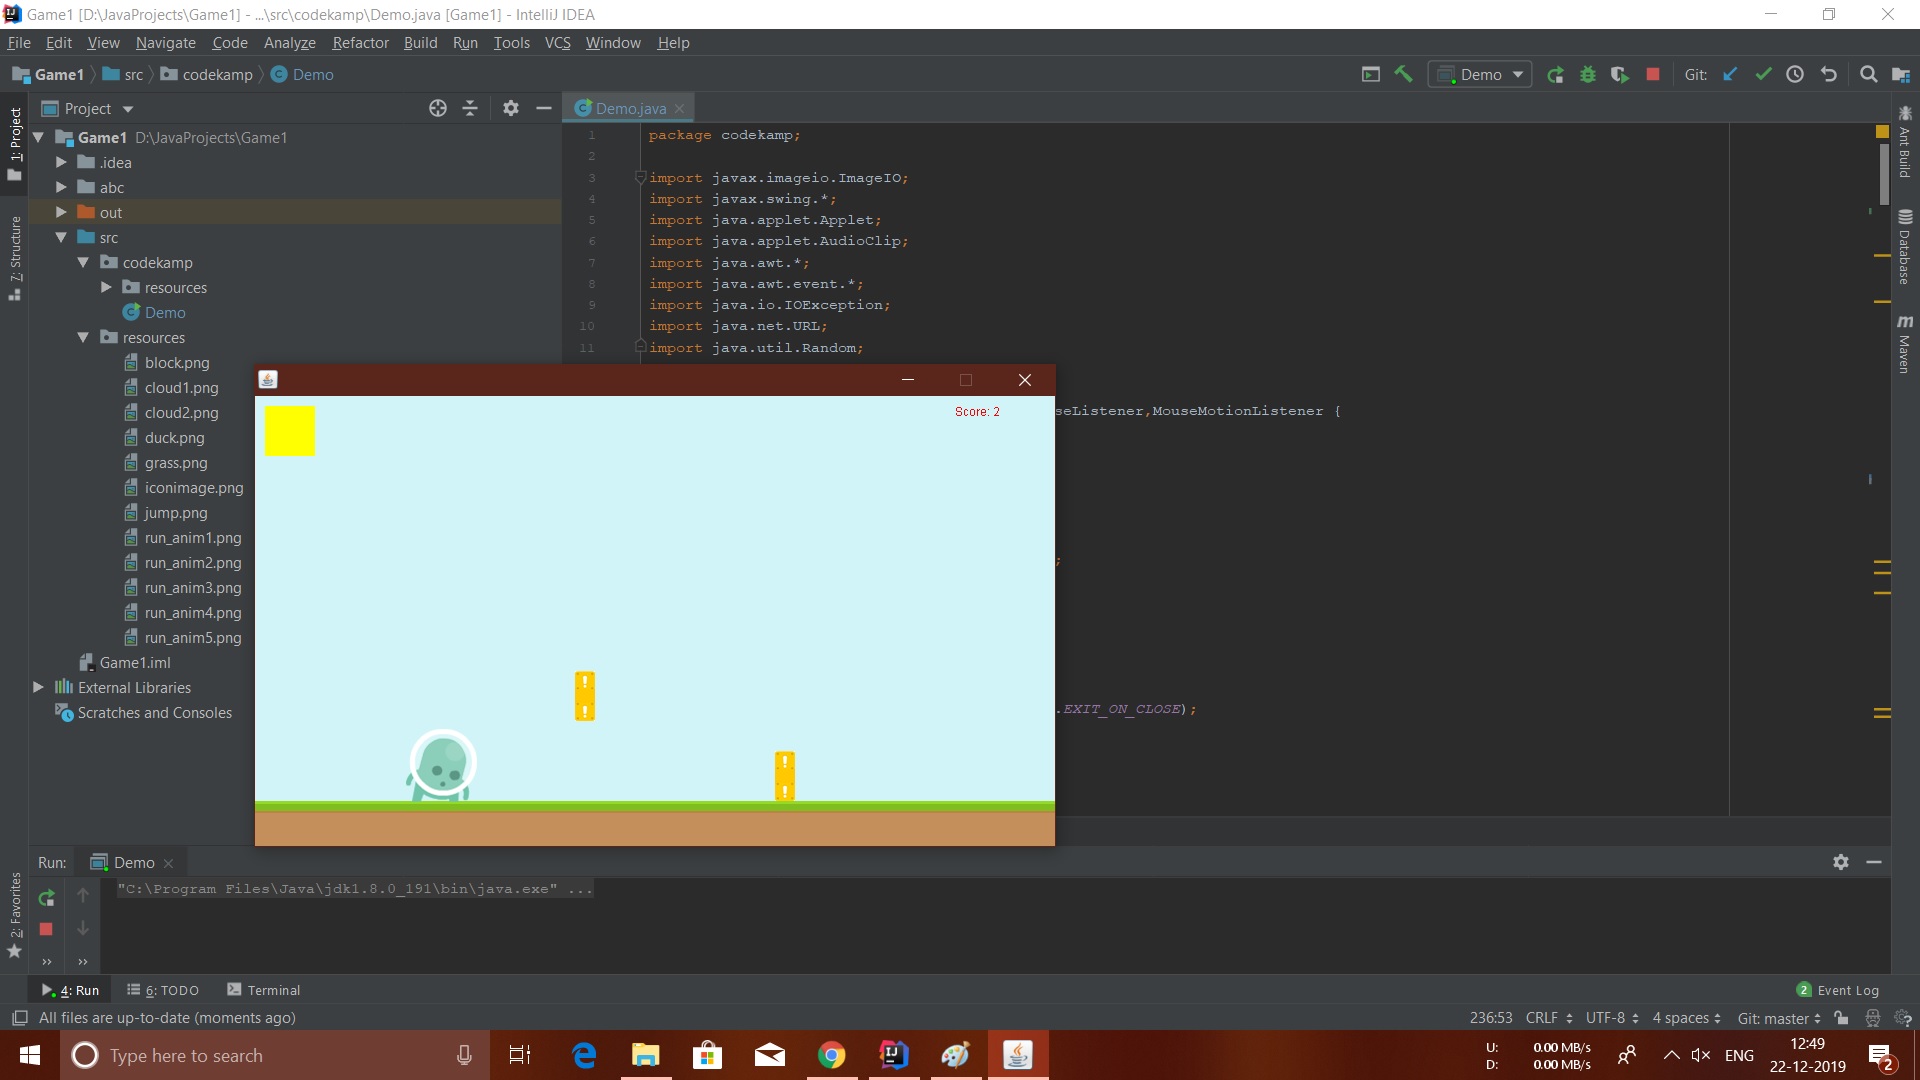 Game1 [D:\JavaProjects\Game1] - ...\src\codekamp\Demo.java [Game1] - IntelliJ IDEA
File Edit View Navigate Code Analyze Refactor Build Run Tools VCS Window Help
Game1 src codekamp Demo
Demo
Git:
Project
Demo.java
1: Project
7: Structure
2: Favorites
Ant Build
Database
Maven
Game1 D:\JavaProjects\Game1
.idea
abc
out
src
codekamp
resources
Demo
resources
block.png
cloud1.png
cloud2.png
duck.png
grass.png
iconimage.png
jump.png
run_anim1.png
run_anim2.png
run_anim3.png
run_anim4.png
run_anim5.png
Game1.iml
External Libraries
Scratches and Consoles
1 package codekamp;
2
3 import javax.imageio.ImageIO;
4 import javax.swing.*;
5 import java.applet.Applet;
6 import java.applet.AudioClip;
7 import java.awt.*;
8 import java.awt.event.*;
9 import java.io.IOException;
10 import java.net.URL;
11 import java.util.Random;
seListener,MouseMotionListener {
;
.EXIT_ON_CLOSE);
Score: 2
! !
! !
Run: Demo
"C:\Program Files\Java\jdk1.8.0_191\bin\java.exe" ...
4: Run 6: TODO Terminal
2 Event Log
All files are up-to-date (moments ago)
236:53 CRLF UTF-8 4 spaces Git: master
Type here to search
U: 0.00 MB/s
D: 0.00 MB/s
ENG
12:49
22-12-2019
2